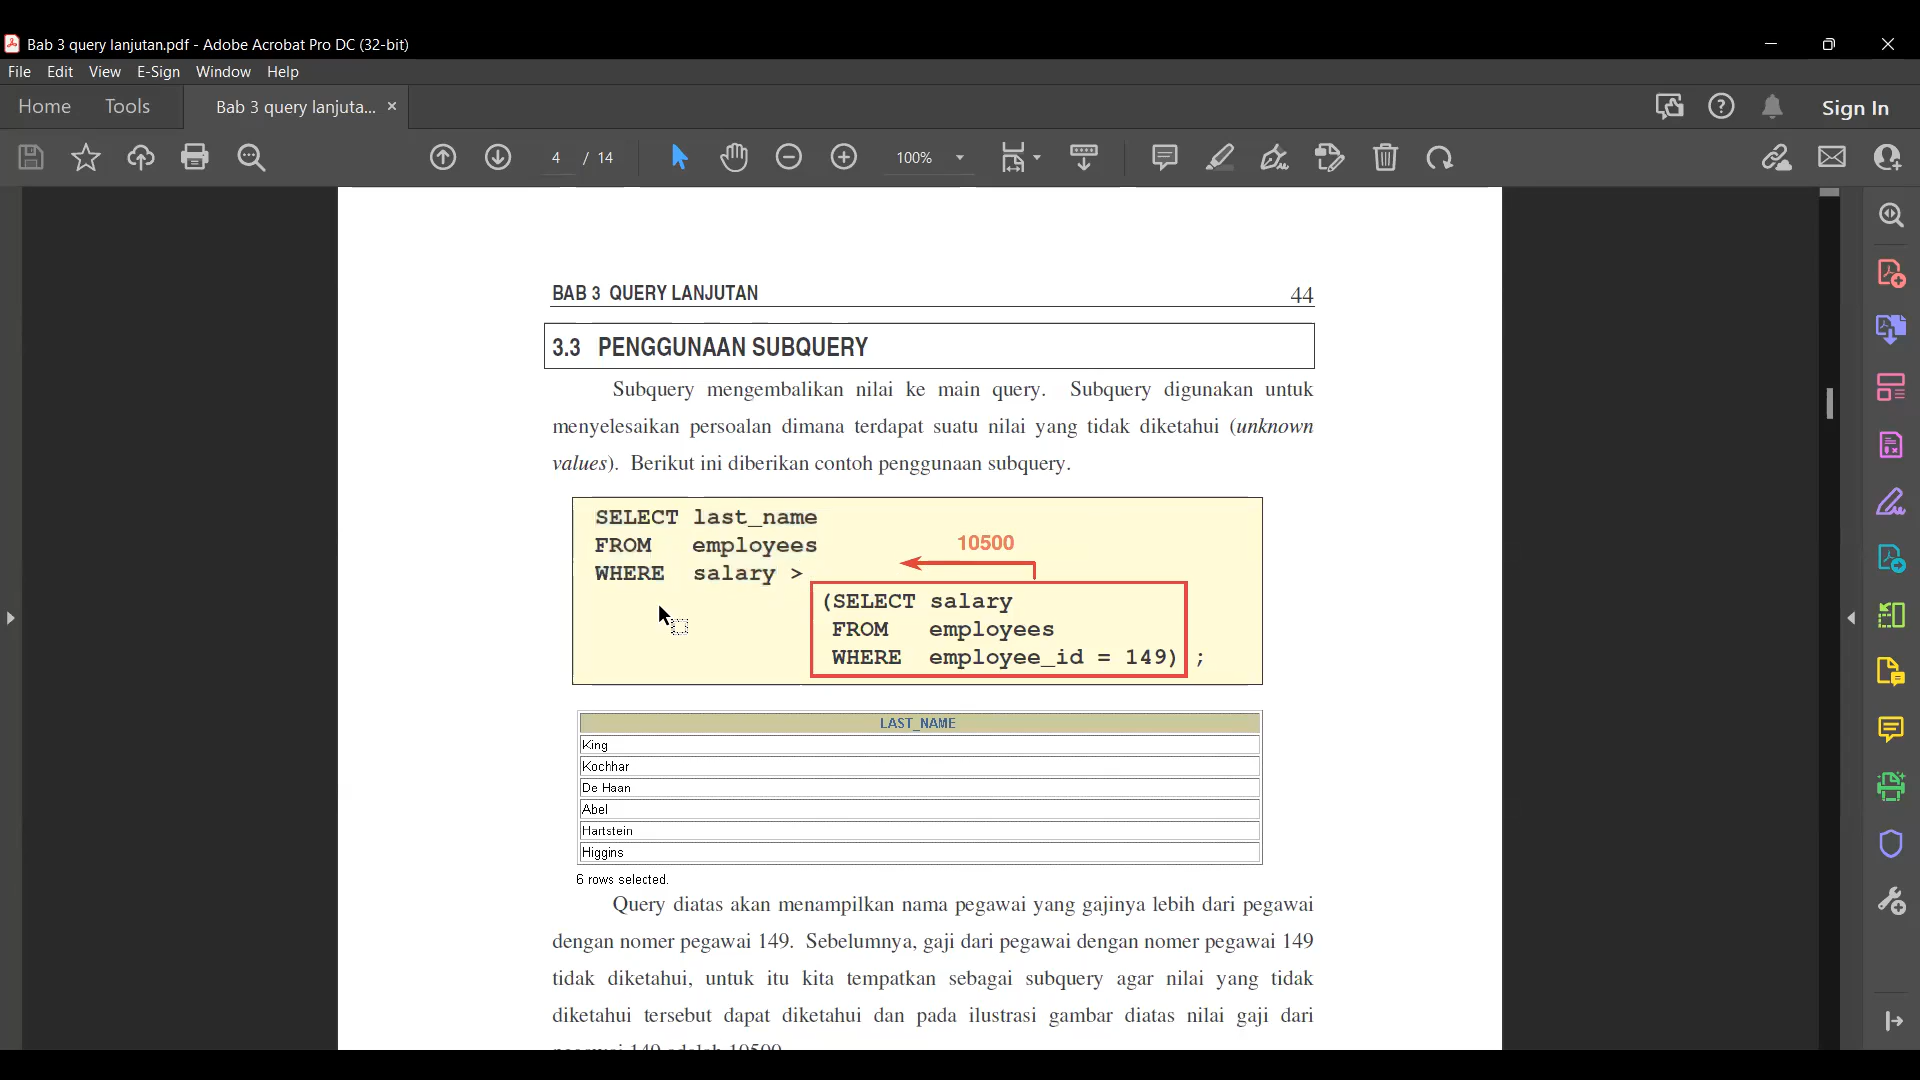 Bab 3 query lanjutan.pdf - Adobe Acrobat Pro DC (32-bit)
File Edit View E-Sign Window Help
Home Tools Bab 3 query lanjuta... × Sign In
4 / 14 100%
BAB 3 QUERY LANJUTAN 44
3.3 PENGGUNAAN SUBQUERY
Subquery mengembalikan nilai ke main query. Subquery digunakan untuk
menyelesaikan persoalan dimana terdapat suatu nilai yang tidak diketahui (unknown
values). Berikut ini diberikan contoh penggunaan subquery.
SELECT last_name
FROM employees 10500
WHERE salary >
(SELECT salary
FROM employees
WHERE employee_id = 149) ;
LAST_NAME
King
Kochhar
De Haan
Abel
Hartstein
Higgins
6 rows selected.
Query diatas akan menampilkan nama pegawai yang gajinya lebih dari pegawai
dengan nomer pegawai 149. Sebelumnya, gaji dari pegawai dengan nomer pegawai 149
tidak diketahui, untuk itu kita tempatkan sebagai subquery agar nilai yang tidak
diketahui tersebut dapat diketahui dan pada ilustrasi gambar diatas nilai gaji dari